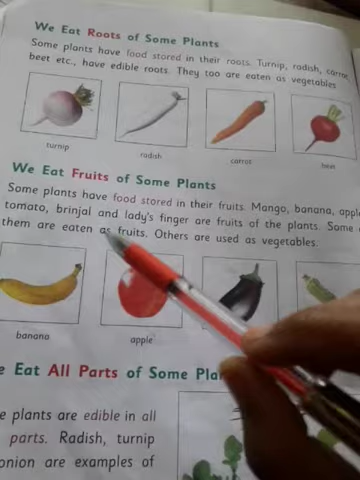 We Eat Roots of Some Plants
Some plants have food stored in their roots. Turnip, radish, carrot,
beet etc., have edible roots. They too are eaten as vegetables
turnip
radish
carrot
beet
We Eat Fruits of Some Plants
Some plants have food stored in their fruits. Mango, banana,
tomato, brinjal and lady's finger are fruits of the plants. Some
them are eaten as fruits. Others are used as vegetables.
banana
apple
Eat All Parts of Some
plants are edible in all
parts. Radish, turnip
onion are examples of